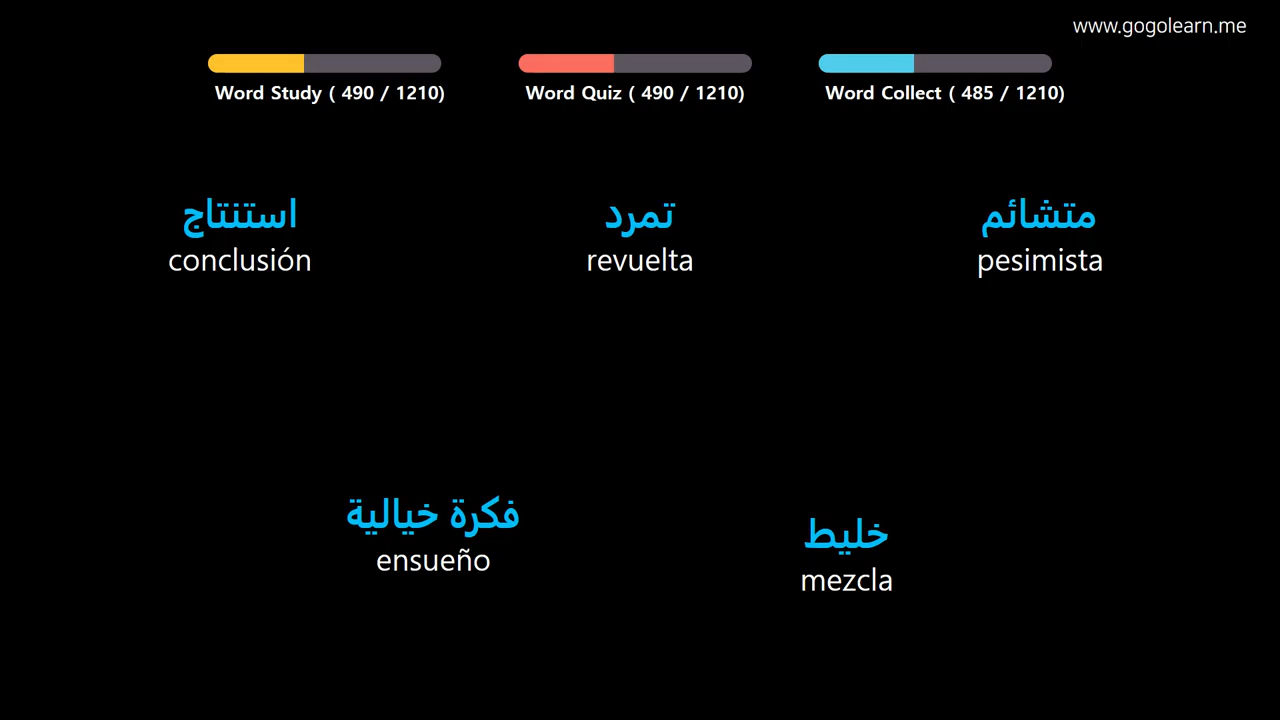 www.gogolearn.me
Word Study ( 490 / 1210)
Word Quiz ( 490 / 1210)
Word Collect ( 485 / 1210)
استنتاج
conclusión
تمرد
revuelta
متشائم
pesimista
فكرة خيالية
ensueño
خليط
mezcla